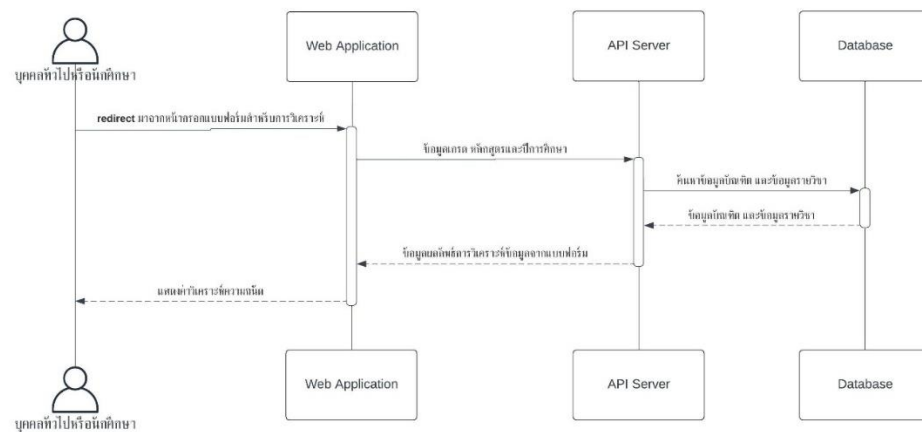 Web Application
API Server
Database
บุคคลทั่วไปหรือนักศึกษา
redirect มาจากหน้ากรอกแบบฟอร์มสำหรับการวิเคราะห์
ข้อมูลเกรด หลักสูตรและปีการศึกษา
ค้นหาข้อมูลบัณฑิต และข้อมูลรายวิชา
ข้อมูลบัณฑิต และข้อมูลรายวิชา
ข้อมูลผลลัพธ์การวิเคราะห์ข้อมูลจากแบบฟอร์ม
แสดงค่าวิเคราะห์ความถนัด
Web Application
API Server
Database
บุคคลทั่วไปหรือนักศึกษา